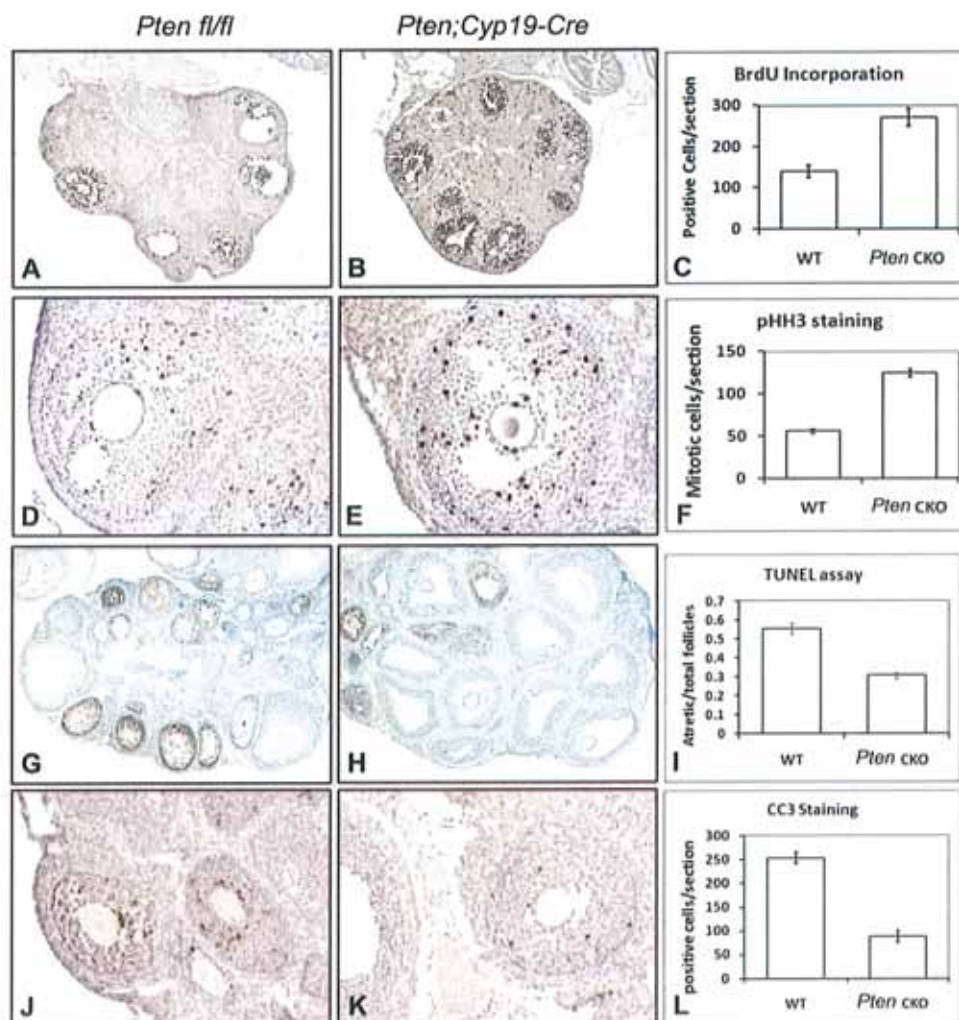 Pten fl/fl
Pten;Cyp19-Cre
A
B
BrdU Incorporation
Positive Cells/section
300
200
100
0
WT
Pten CKO
C
D
E
pHH3 staining
Mitotic cells/section
150
100
50
0
WT
Pten CKO
F
G
H
TUNEL assay
Atretic/total follicles
0.7
0.6
0.5
0.4
0.3
0.2
0.1
0
WT
Pten CKO
I
J
K
CC3 Staining
positive cells/section
300
250
200
150
100
50
0
WT
Pten CKO
L